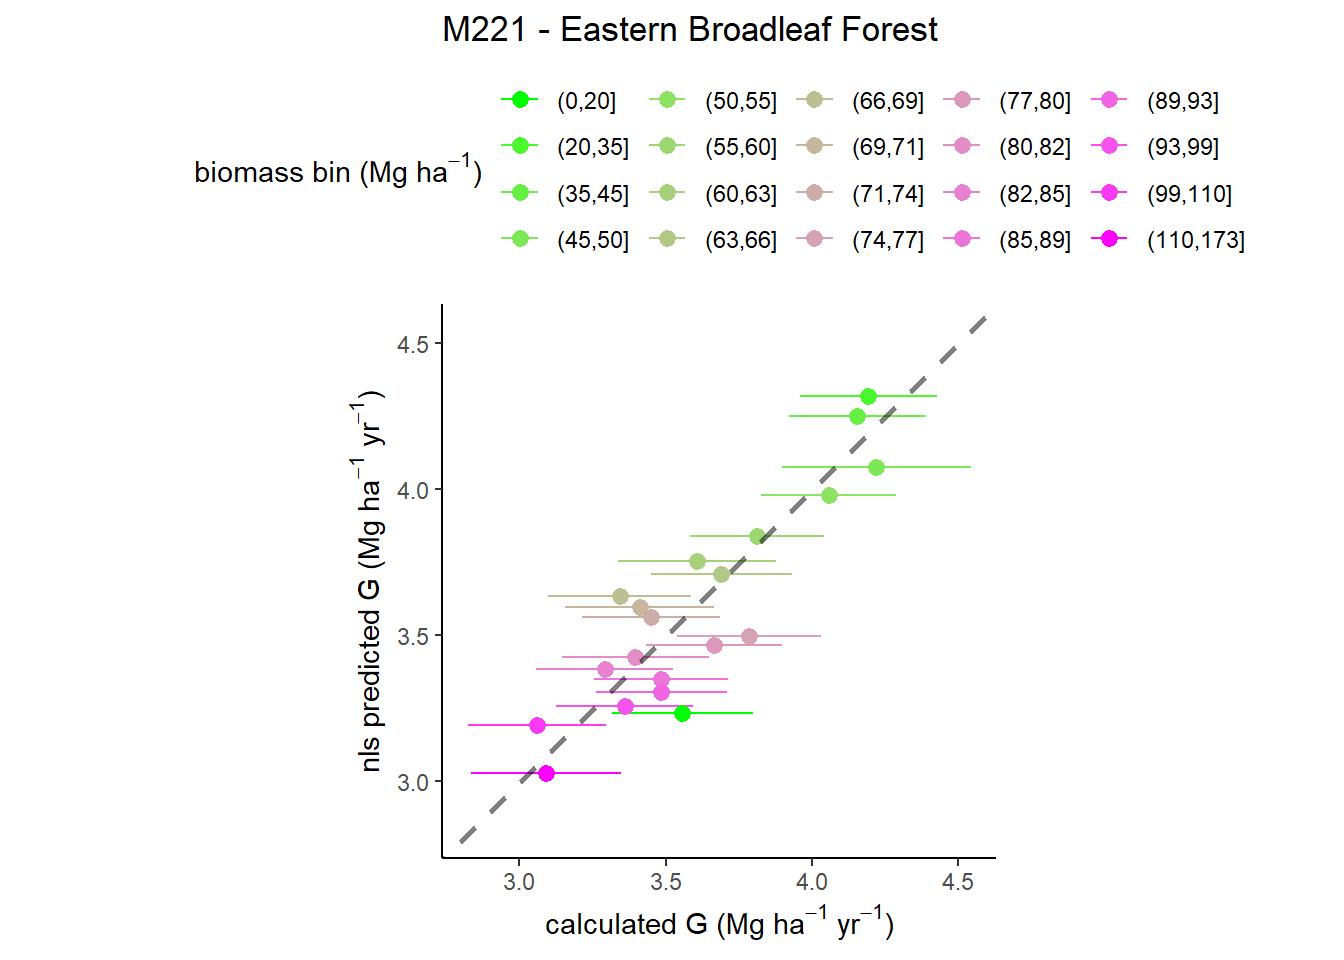 M221 - Eastern Broadleaf Forest
biomass bin (Mg ha⁻¹)
(0,20] (50,55] (66,69] (77,80] (89,93]
(20,35] (55,60] (69,71] (80,82] (93,99]
(35,45] (60,63] (71,74] (82,85] (99,110]
(45,50] (63,66] (74,77] (85,89] (110,173]
nls predicted G (Mg ha⁻¹ yr⁻¹)
4.5
4.0
3.5
3.0
3.0 3.5 4.0 4.5
calculated G (Mg ha⁻¹ yr⁻¹)